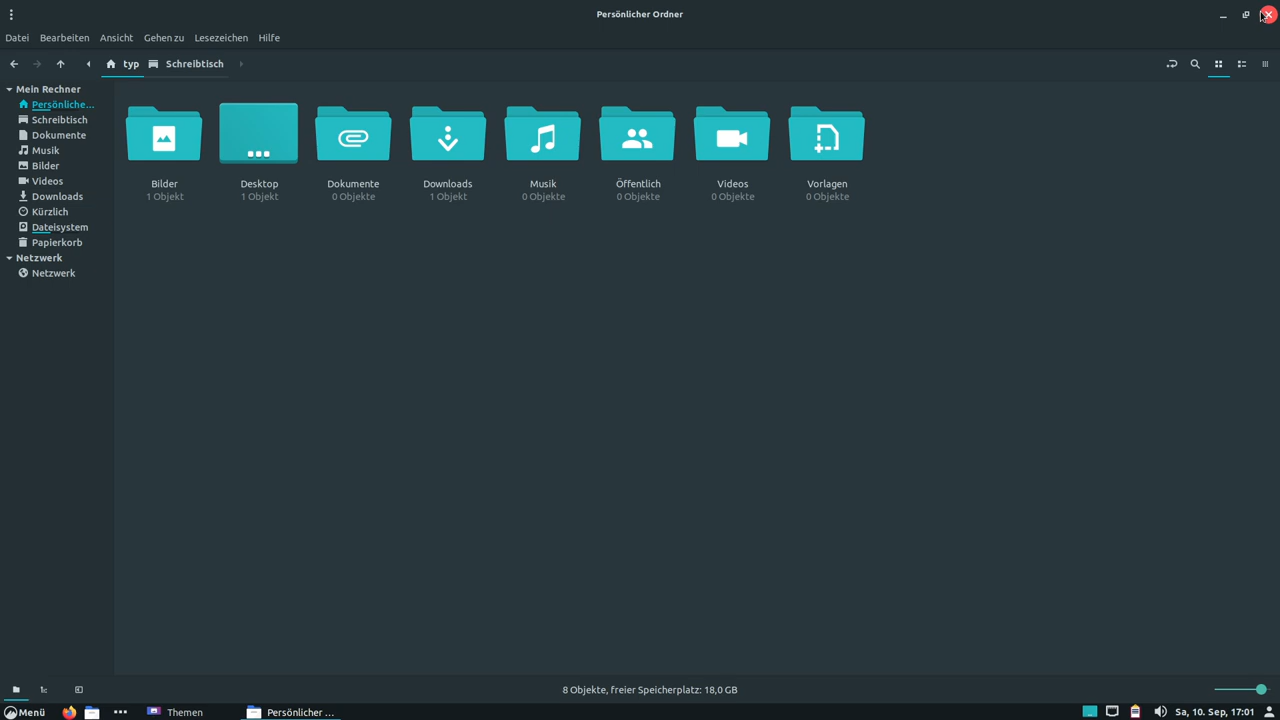 Persönlicher Ordner
Datei Bearbeiten Ansicht Gehen zu Lesezeichen Hilfe
typ Schreibtisch
Mein Rechner
Persönliche...
Schreibtisch
Dokumente
Musik
Bilder
Videos
Downloads
Kürzlich
Dateisystem
Papierkorb
Netzwerk
Netzwerk
Bilder Desktop Dokumente Downloads Musik Öffentlich Videos Vorlagen
1 Objekt 1 Objekt 0 Objekte 1 Objekt 0 Objekte 0 Objekte 0 Objekte 0 Objekte
8 Objekte, freier Speicherplatz: 18,0 GB
Menü Themen Persönlicher ... Sa, 10. Sep, 17:01